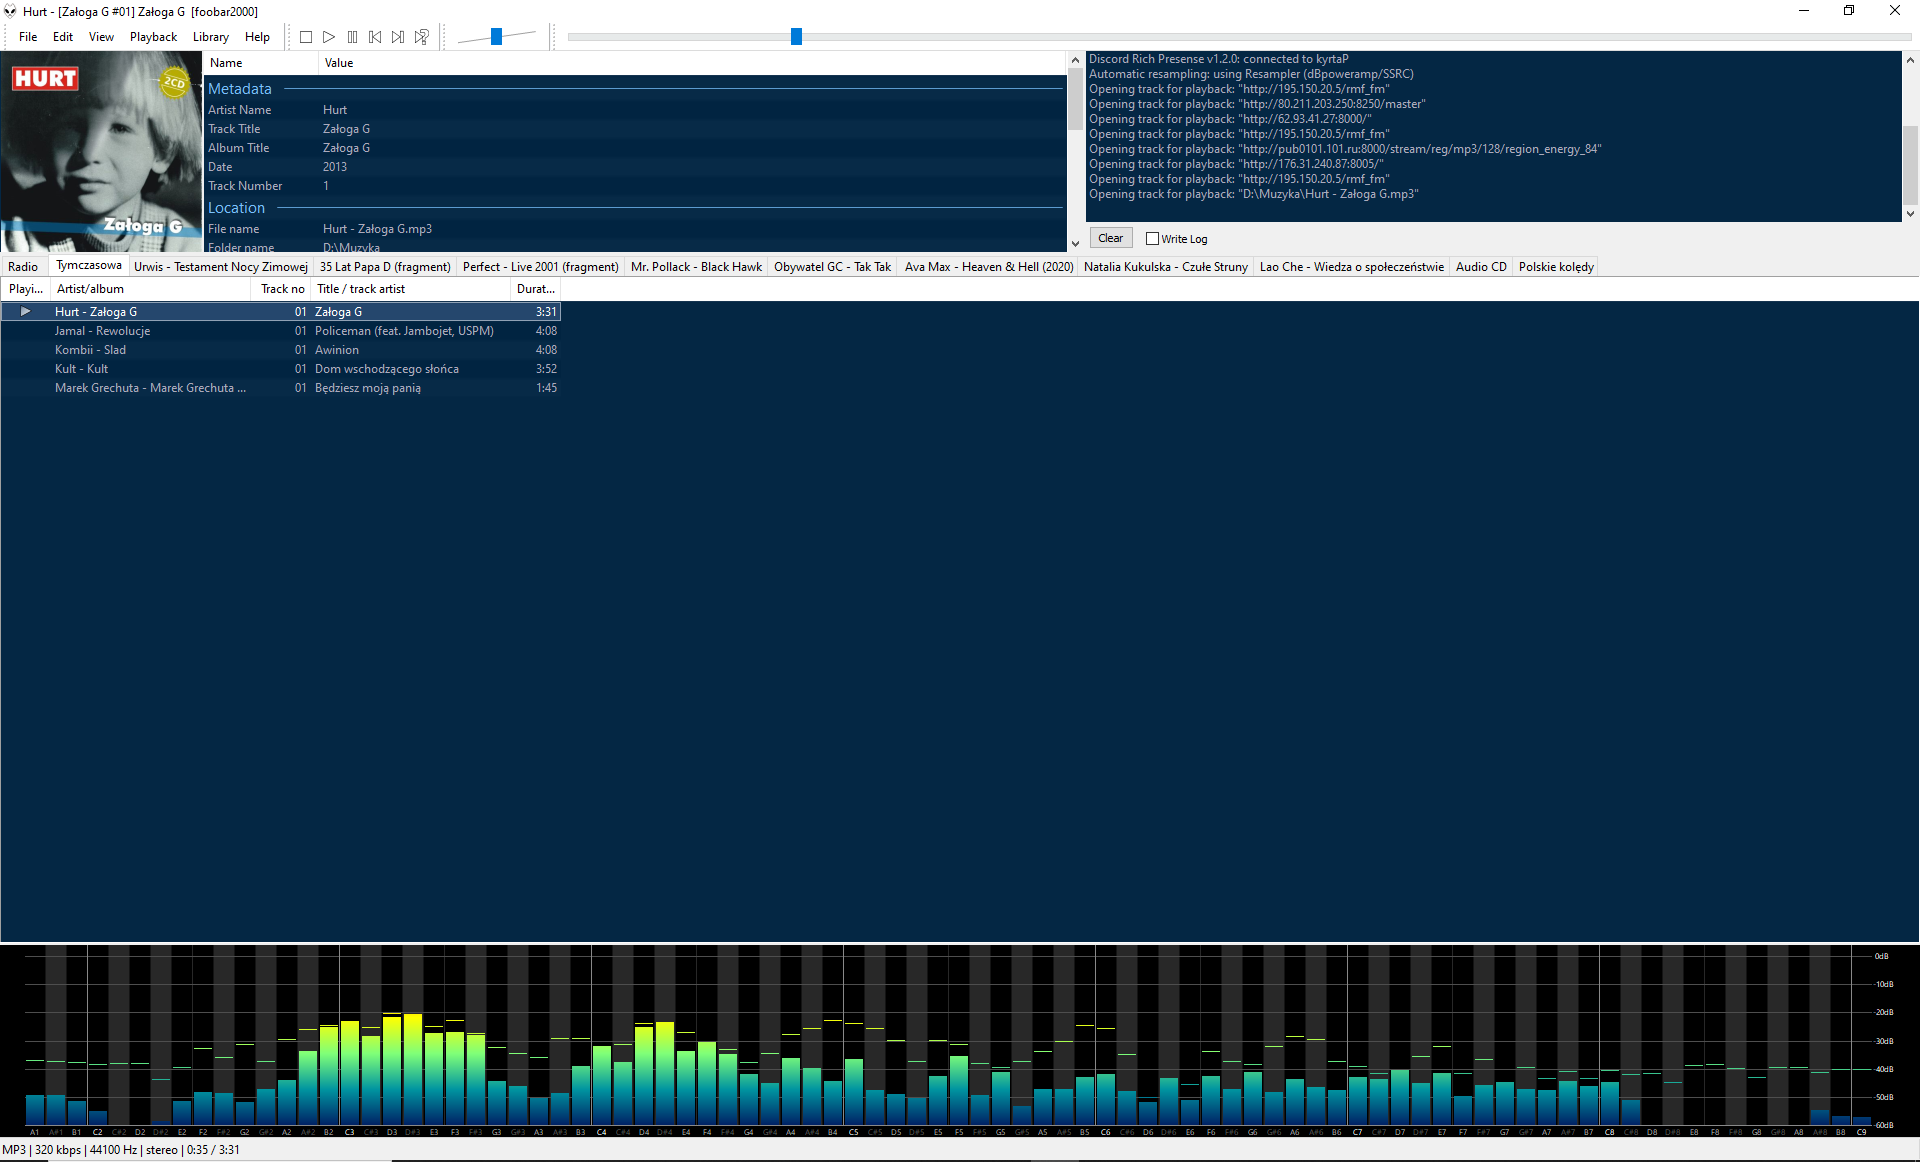 Hurt - [Załoga G #01] Załoga G  [foobar2000]
File Edit View Playback Library Help
HURT
2CD
Załoga G
Name Value
Metadata
Artist Name Hurt
Track Title Załoga G
Album Title Załoga G
Date 2013
Track Number 1
Location
File name Hurt - Załoga G.mp3
Folder name D:\Muzyka
Discord Rich Presense v1.2.0: connected to kyrtaP
Automatic resampling: using Resampler (dBpoweramp/SSRC)
Opening track for playback: "http://195.150.20.5/rmf_fm"
Opening track for playback: "http://80.211.203.250:8250/master"
Opening track for playback: "http://62.93.41.27:8000/"
Opening track for playback: "http://195.150.20.5/rmf_fm"
Opening track for playback: "http://pub0101.101.ru:8000/stream/reg/mp3/128/region_energy_84"
Opening track for playback: "http://176.31.240.87:8005/"
Opening track for playback: "http://195.150.20.5/rmf_fm"
Opening track for playback: "D:\Muzyka\Hurt - Załoga G.mp3"
Clear Write Log
Radio Tymczasowa Urwis - Testament Nocy Zimowej 35 Lat Papa D (fragment) Perfect - Live 2001 (fragment) Mr. Pollack - Black Hawk Obywatel GC - Tak Tak Ava Max - Heaven & Hell (2020) Natalia Kukulska - Czułe Struny Lao Che - Wiedza o społeczeństwie Audio CD Polskie kolędy
Playi... Artist/album Track no Title / track artist Durat...
Hurt - Załoga G 01 Załoga G 3:31
Jamal - Rewolucje 01 Policeman (feat. Jambojet, USPM) 4:08
Kombii - Ślad 01 Awinion 4:08
Kult - Kult 01 Dom wschodzącego słońca 3:52
Marek Grechuta - Marek Grechuta ... 01 Będziesz moją panią 1:45
0dB
-10dB
-20dB
-30dB
-40dB
-50dB
-60dB
A1 A#1 B1 C2 C#2 D2 D#2 E2 F2 F#2 G2 G#2 A2 A#2 B2 C3 C#3 D3 D#3 E3 F3 F#3 G3 G#3 A3 A#3 B3 C4 C#4 D4 D#4 E4 F4 F#4 G4 G#4 A4 A#4 B4 C5 C#5 D5 D#5 E5 F5 F#5 G5 G#5 A5 A#5 B5 C6 C#6 D6 D#6 E6 F6 F#6 G6 G#6 A6 A#6 B6 C7 C#7 D7 D#7 E7 F7 F#7 G7 G#7 A7 A#7 B7 C8 C#8 D8 D#8 E8 F8 F#8 G8 G#8 A8 A#8 B8 C9
MP3 | 320 kbps | 44100 Hz | stereo | 0:35 / 3:31